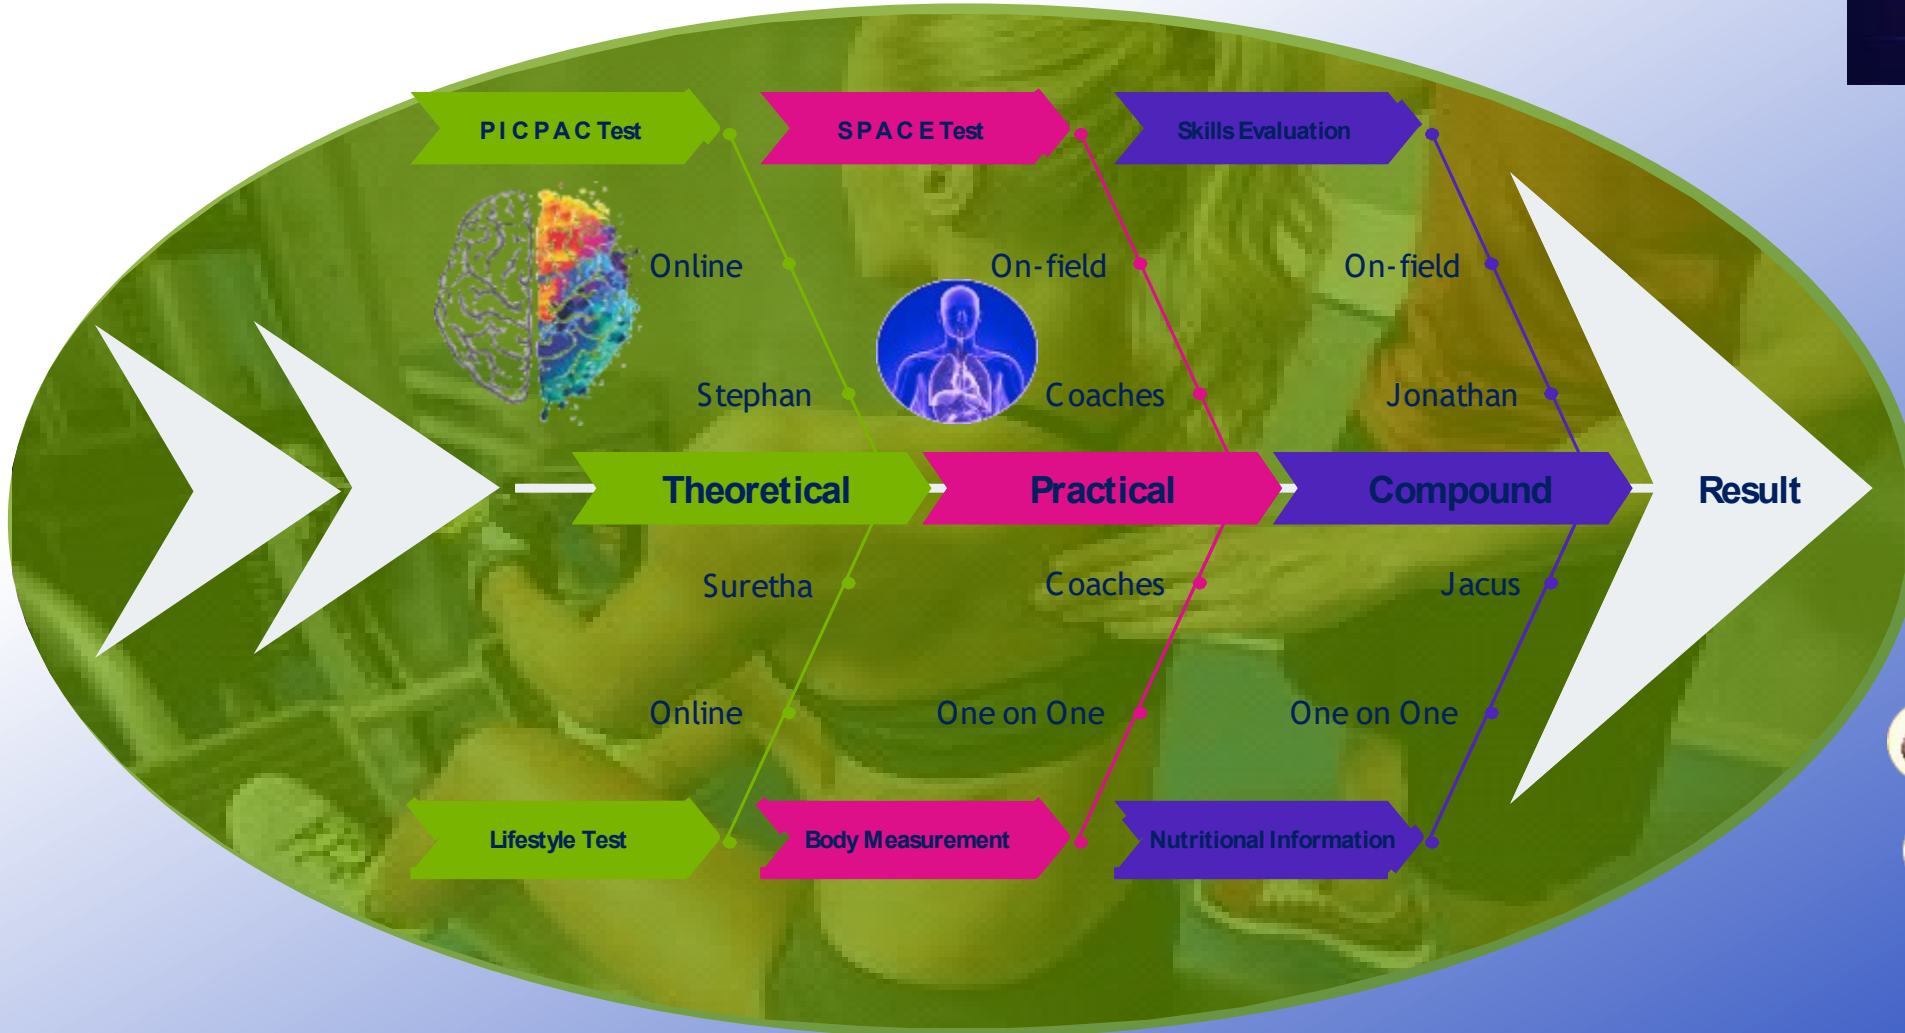 PICPAC Test
SPACE Test
Skills Evaluation
Online
On-field
On-field
Stephan
Coaches
Jonathan
Theoretical
Practical
Compound
Result
Suretha
Coaches
Jacus
Online
One on One
One on One
Lifestyle Test
Body Measurement
Nutritional Information